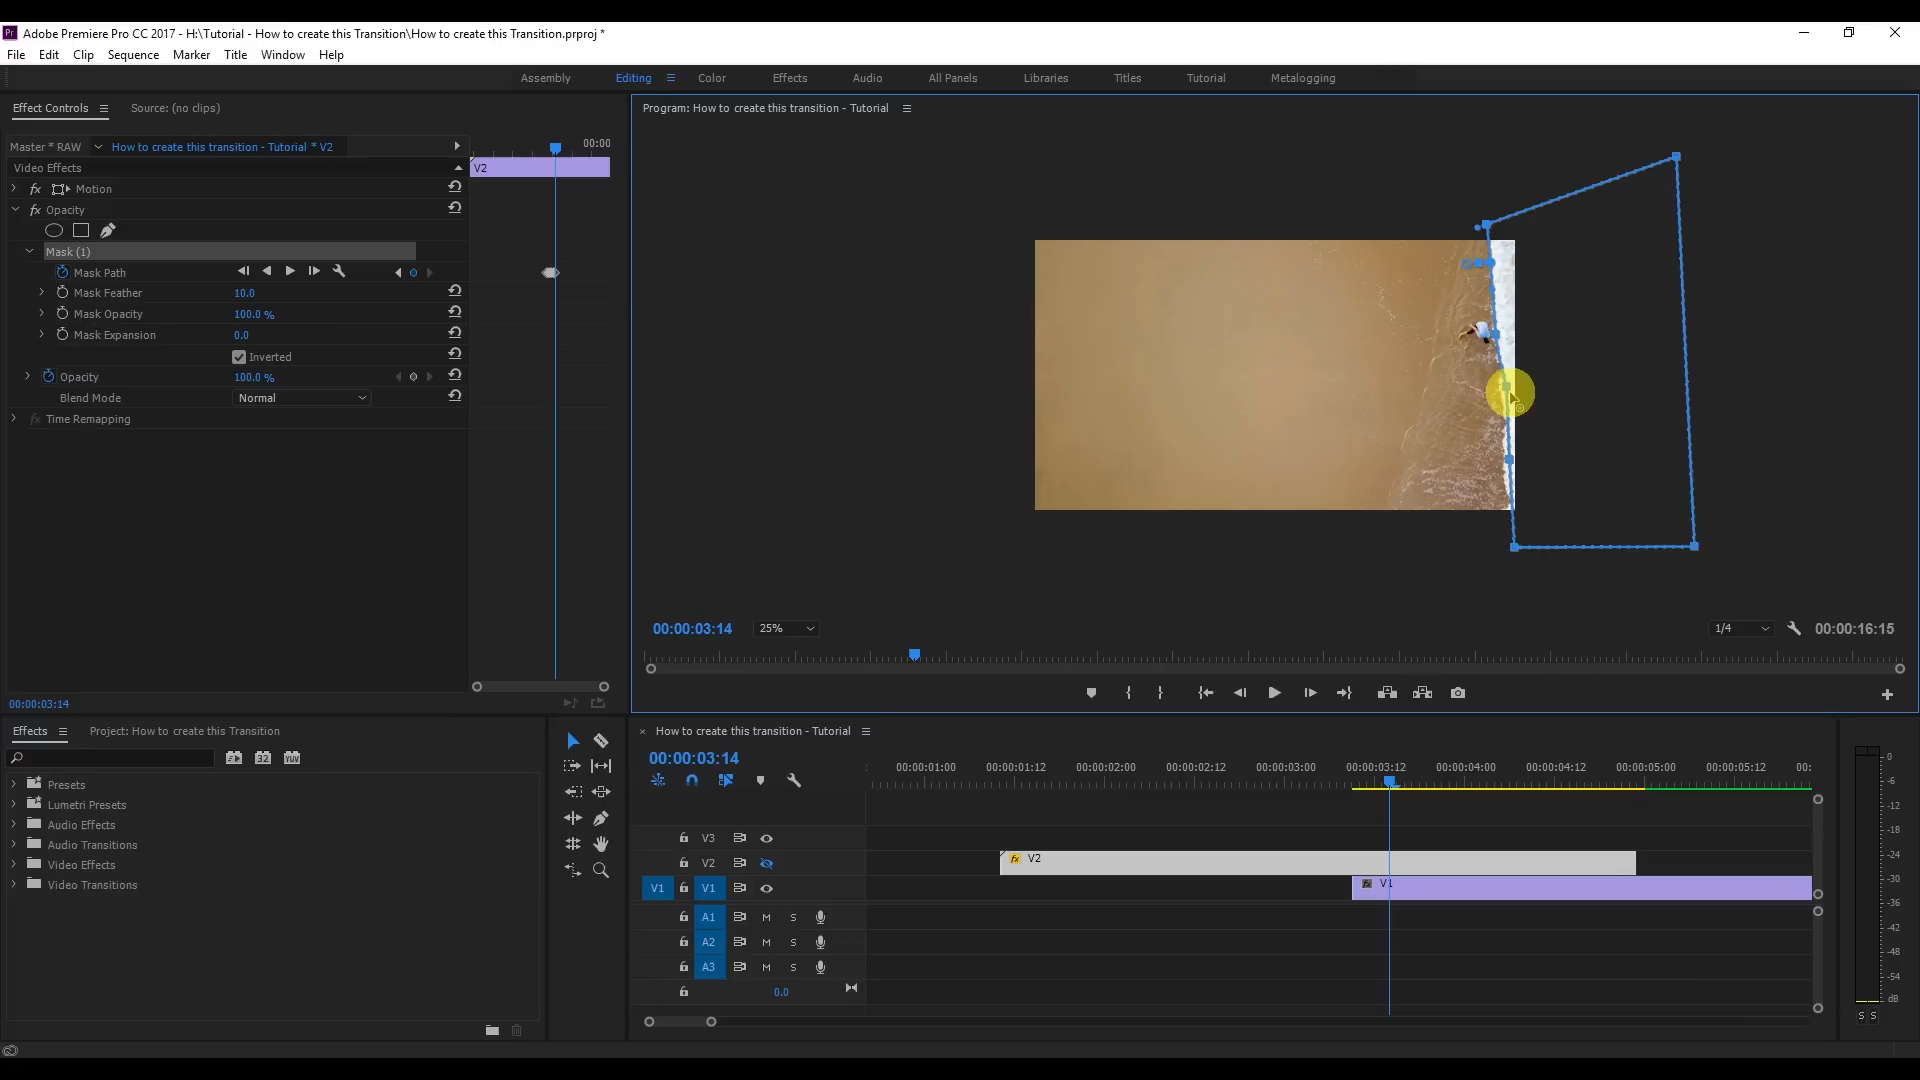 Pr Adobe Premiere Pro CC 2017 - H:\Tutorial - How to create this Transition\How to create this Transition.prproj *
File Edit Clip Sequence Marker Title Window Help
Assembly Editing Color Effects Audio All Panels Libraries Titles Tutorial Metalogging
Effect Controls Source: (no clips)
Program: How to create this transition - Tutorial
Master * RAW How to create this transition - Tutorial * V2
00:00
Video Effects
V2
fx Motion
fx Opacity
Mask (1)
Mask Path
Mask Feather 10.0
Mask Opacity 100.0 %
Mask Expansion 0.0
Inverted
Opacity 100.0 %
Blend Mode Normal
fx Time Remapping
00:00:03:14 25% 1/4 00:00:16:15
00:00:03:14
Effects Project: How to create this Transition
32 YUV
Presets
Lumetri Presets
Audio Effects
Audio Transitions
Video Effects
Video Transitions
× How to create this transition - Tutorial
00:00:03:14
00:00:01:00 00:00:01:12 00:00:02:00 00:00:02:12 00:00:03:00 00:00:03:12 00:00:04:00 00:00:04:12 00:00:05:00 00:00:05:12 00:
V3
V2 fx V2
V1 V1 fx V1
A1 M S
A2 M S
A3 M S
0.0
0
-6
-12
-18
-24
-30
-36
-42
-48
-54
dB
S S